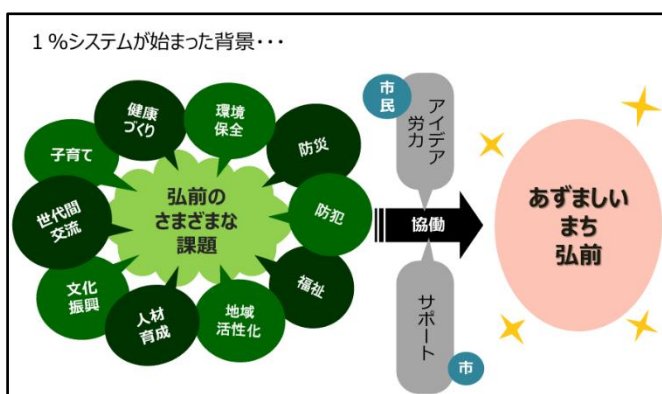 １％システムが始まった背景・・・
健康
づくり
環境
保全
子育て
防災
世代間
交流
弘前の
さまざまな
課題
防犯
文化
振興
福祉
人材
育成
地域
活性化
市
民
アイデア
労力
協働
サポート
市
あずましい
まち
弘前